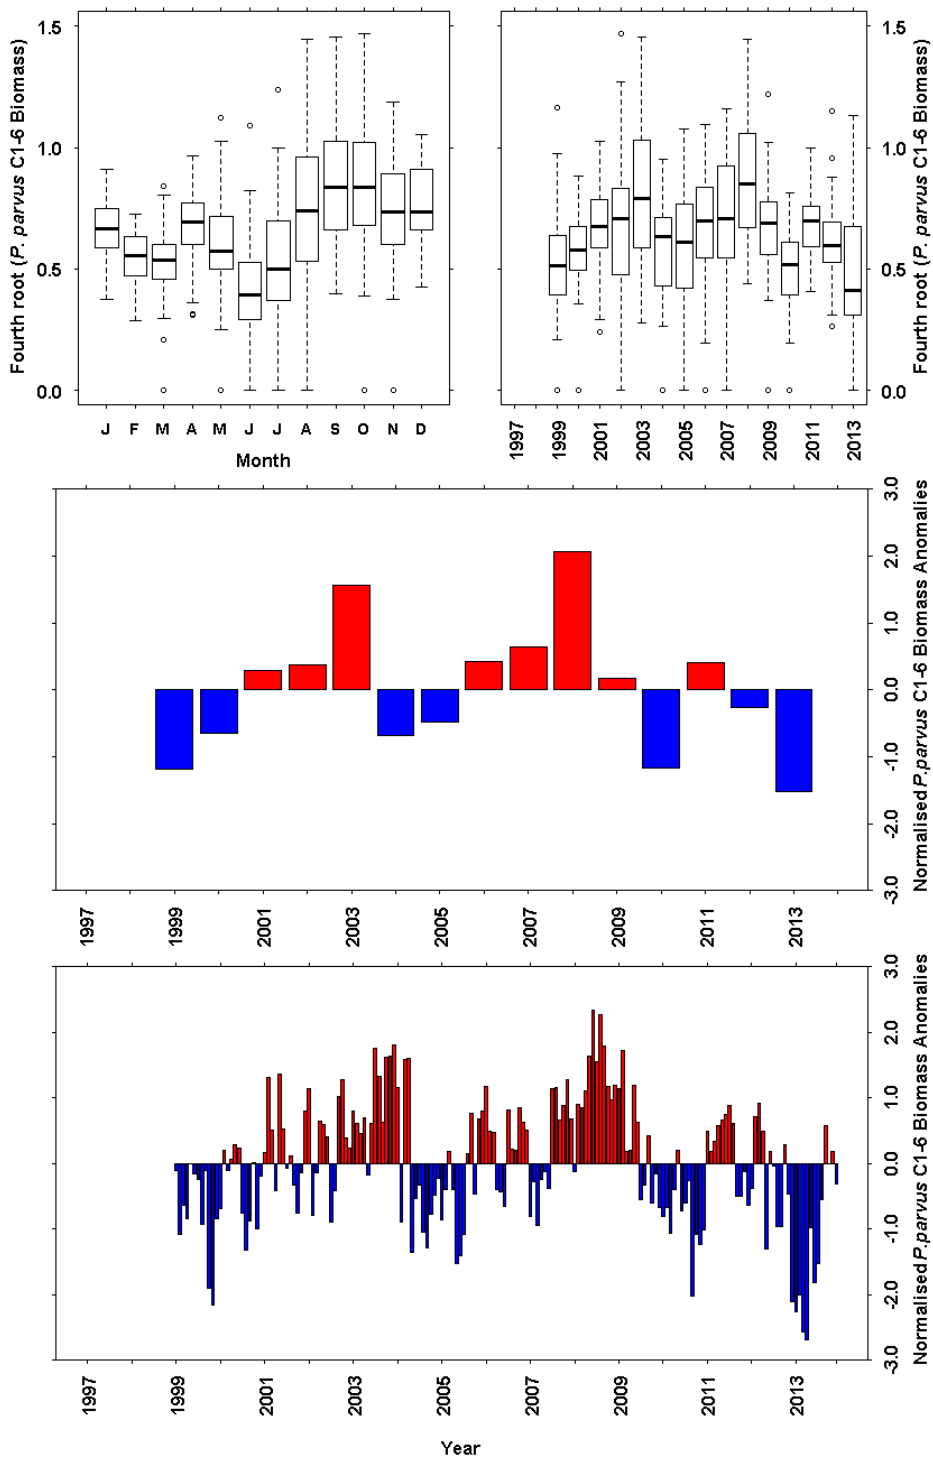 Fourth root (P. parvus C1-6 Biomass)
1.5
1.0
0.5
0.0
J F M A M J J A S O N D
Month
1997 1999 2001 2003 2005 2007 2009 2011 2013
1.5
1.0
0.5
0.0
Fourth root (P. parvus C1-6 Biomass)
3.0
2.0
1.0
0.0
-1.0
-2.0
-3.0
Normalised P.parvus C1-6 Biomass Anomalies
1997 1999 2001 2003 2005 2007 2009 2011 2013
3.0
2.0
1.0
0.0
-1.0
-2.0
-3.0
Normalised P.parvus C1-6 Biomass Anomalies
1997 1999 2001 2003 2005 2007 2009 2011 2013
Year